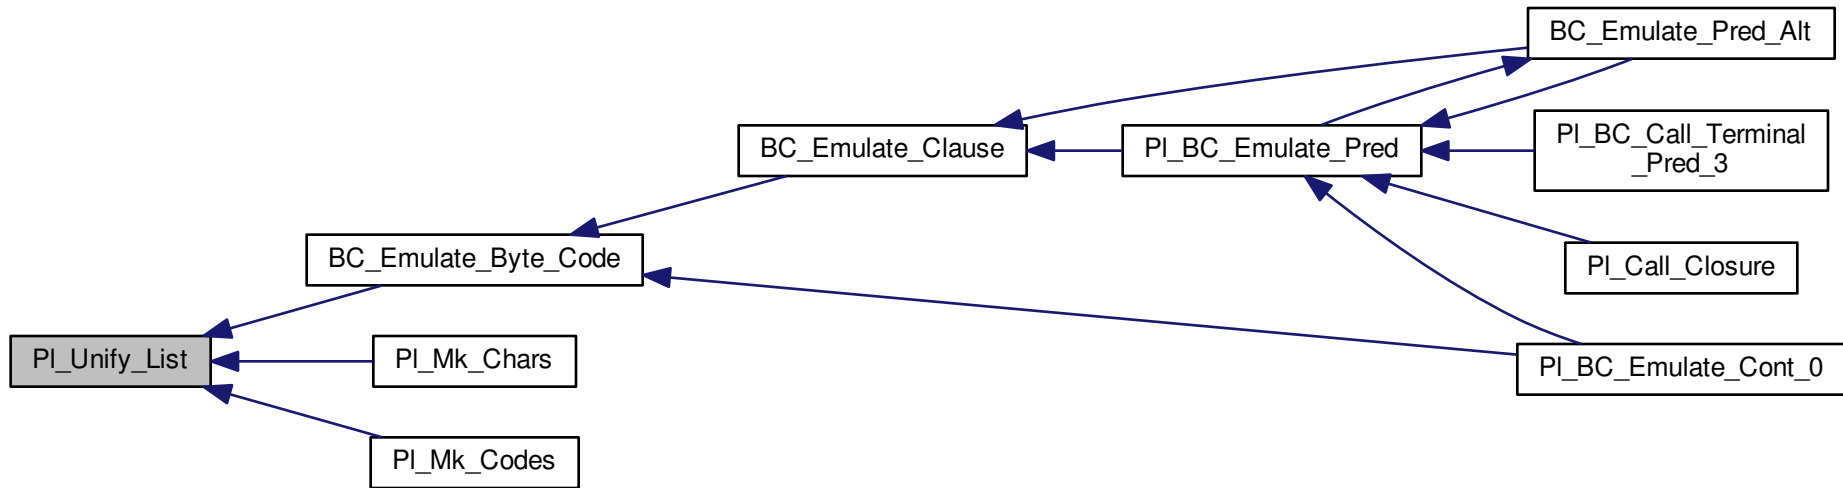 BC_Emulate_Pred_Alt
Pl_BC_Call_Terminal
_Pred_3
BC_Emulate_Clause
Pl_BC_Emulate_Pred
BC_Emulate_Byte_Code
Pl_Call_Closure
Pl_Unify_List
Pl_Mk_Chars
Pl_BC_Emulate_Cont_0
Pl_Mk_Codes